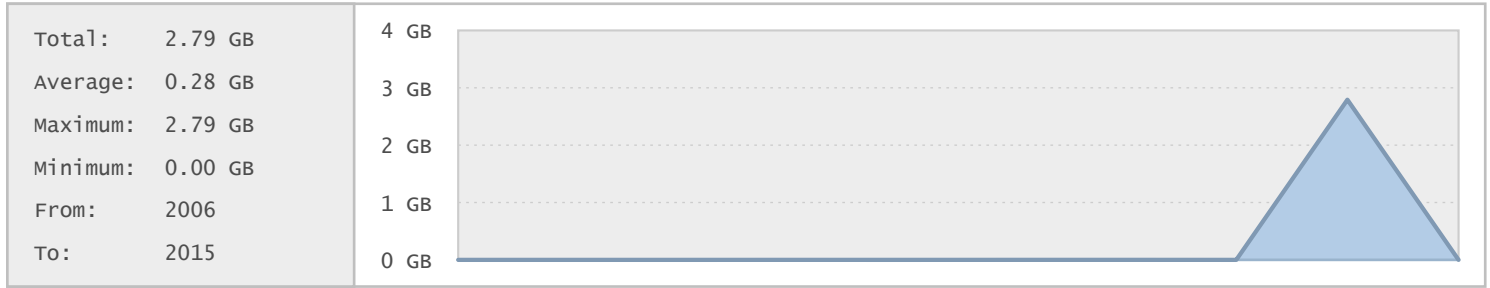 Total: 2.79 GB
Average: 0.28 GB
Maximum: 2.79 GB
Minimum: 0.00 GB
From: 2006
To: 2015
4 GB
3 GB
2 GB
1 GB
0 GB